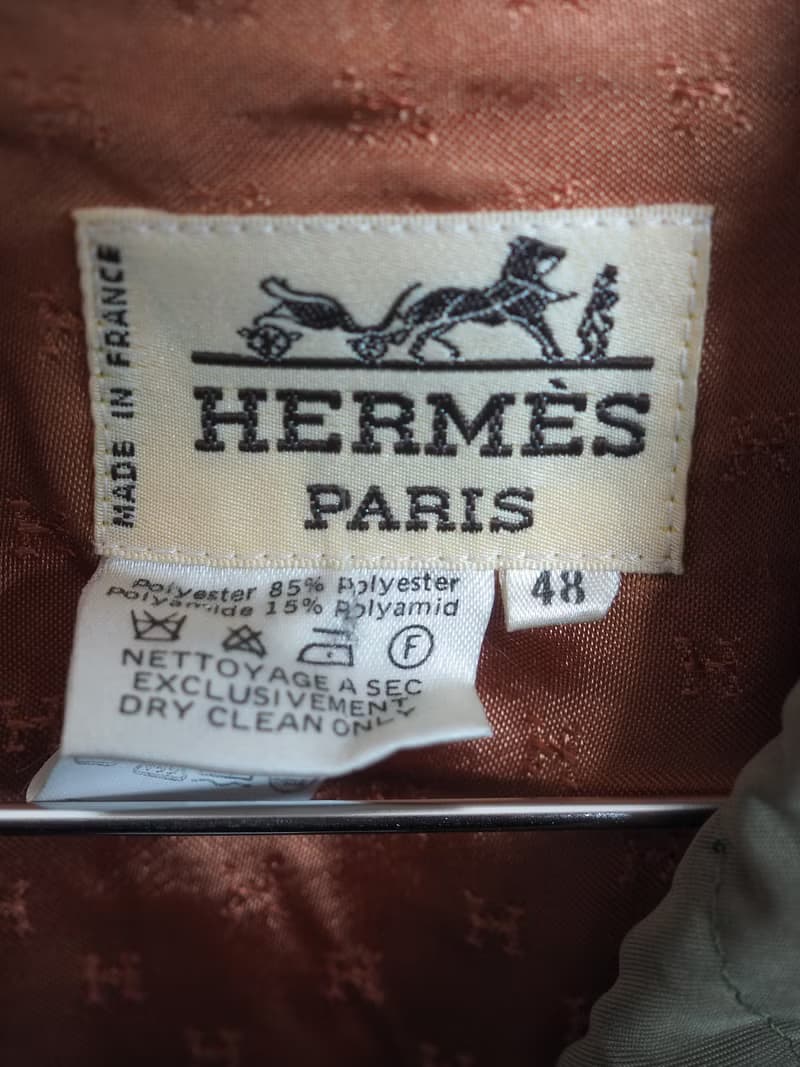 MADE IN FRANCE
HERMÈS
PARIS
48
Polyester 85% Polyester
Polyamide 15% Polyamid
F
NETTOYAGE A SEC
EXCLUSIVEMENT
DRY CLEAN ONLY